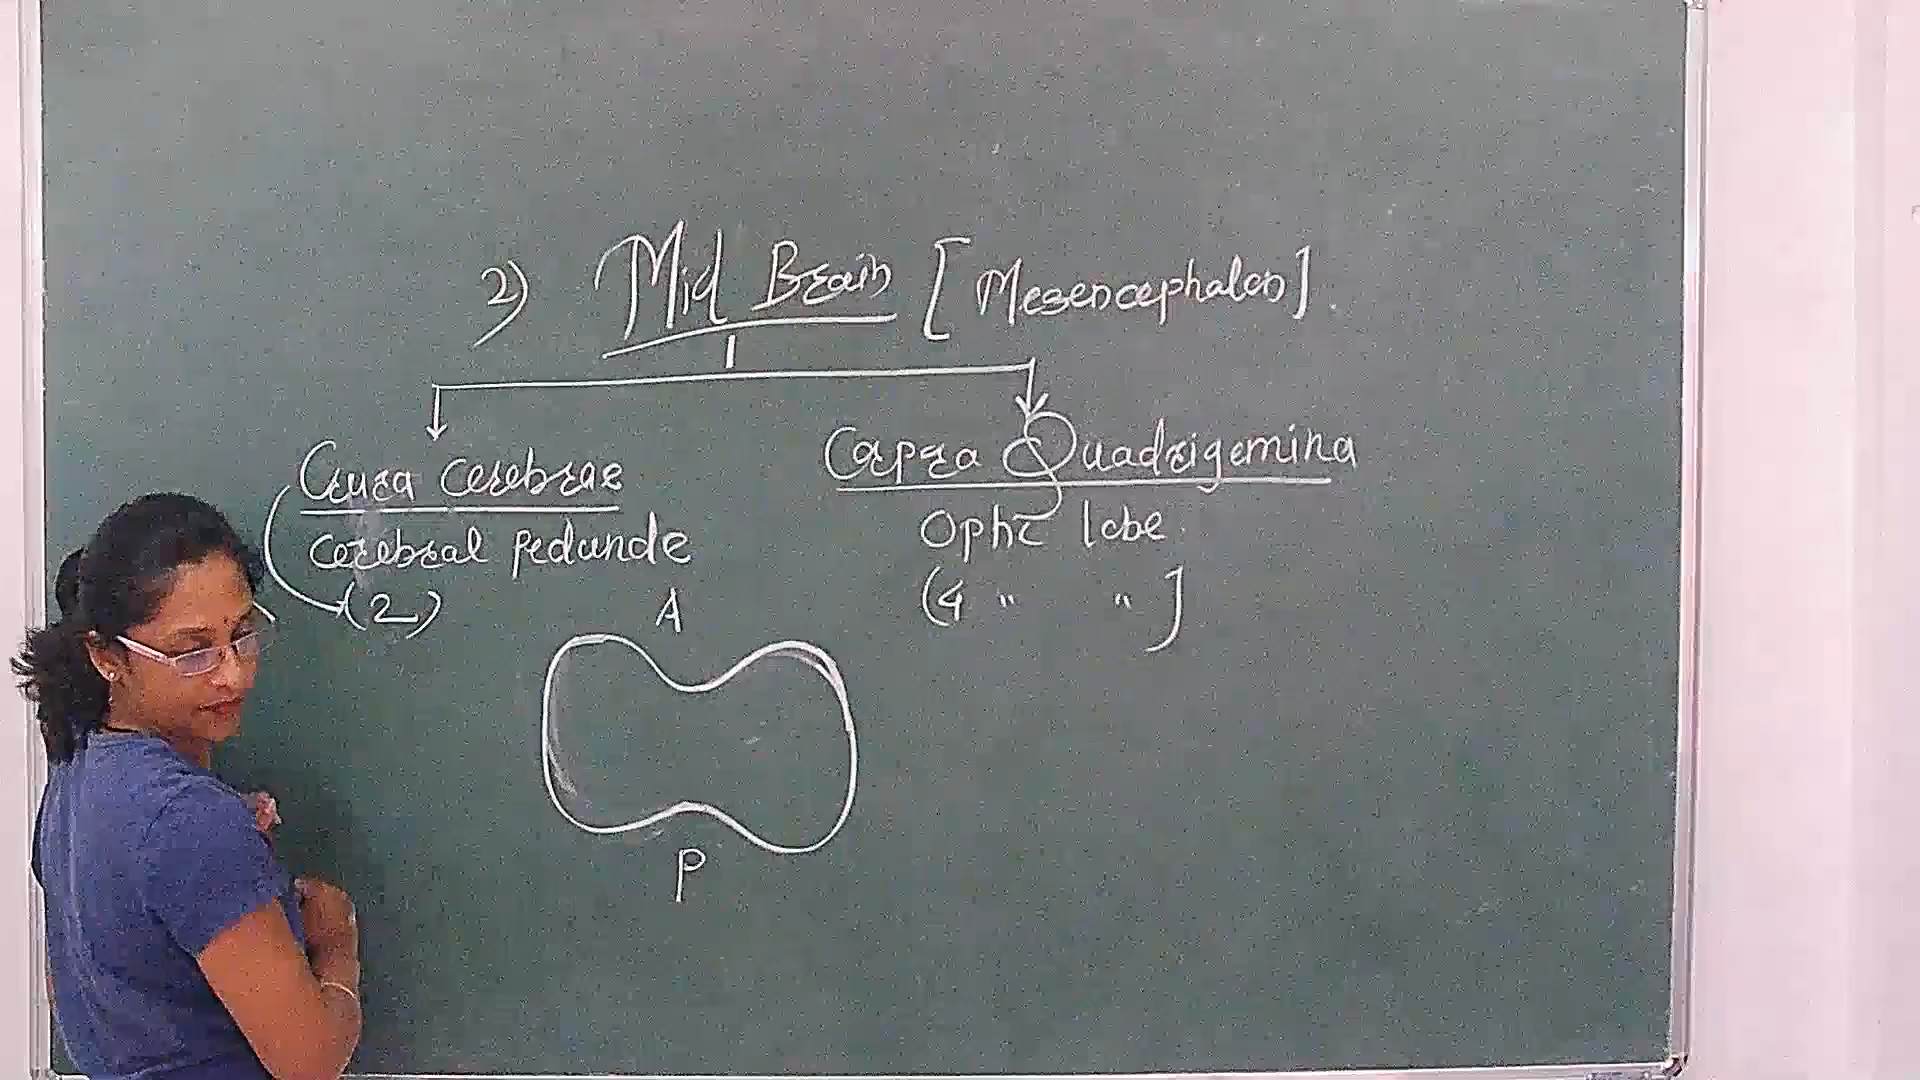 2) Mid Brain [Mesencephalon]
Crura cerebrae
Corpra Quadrigemina
cerebral peduncle
Optic lobe
(2)
(4 " " ]
A
P